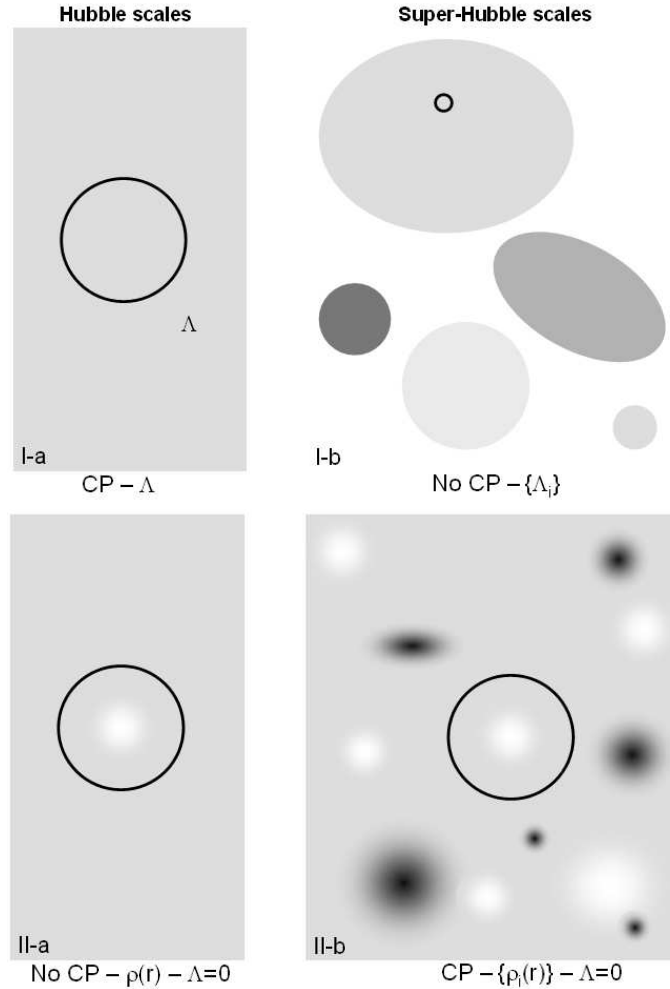 Hubble scales
Super-Hubble scales
Λ
I-a
I-b
CP – Λ
No CP – {Λᵢ}
II-a
II-b
No CP – ρ(r) – Λ=0
CP – {ρᵢ(r)} – Λ=0